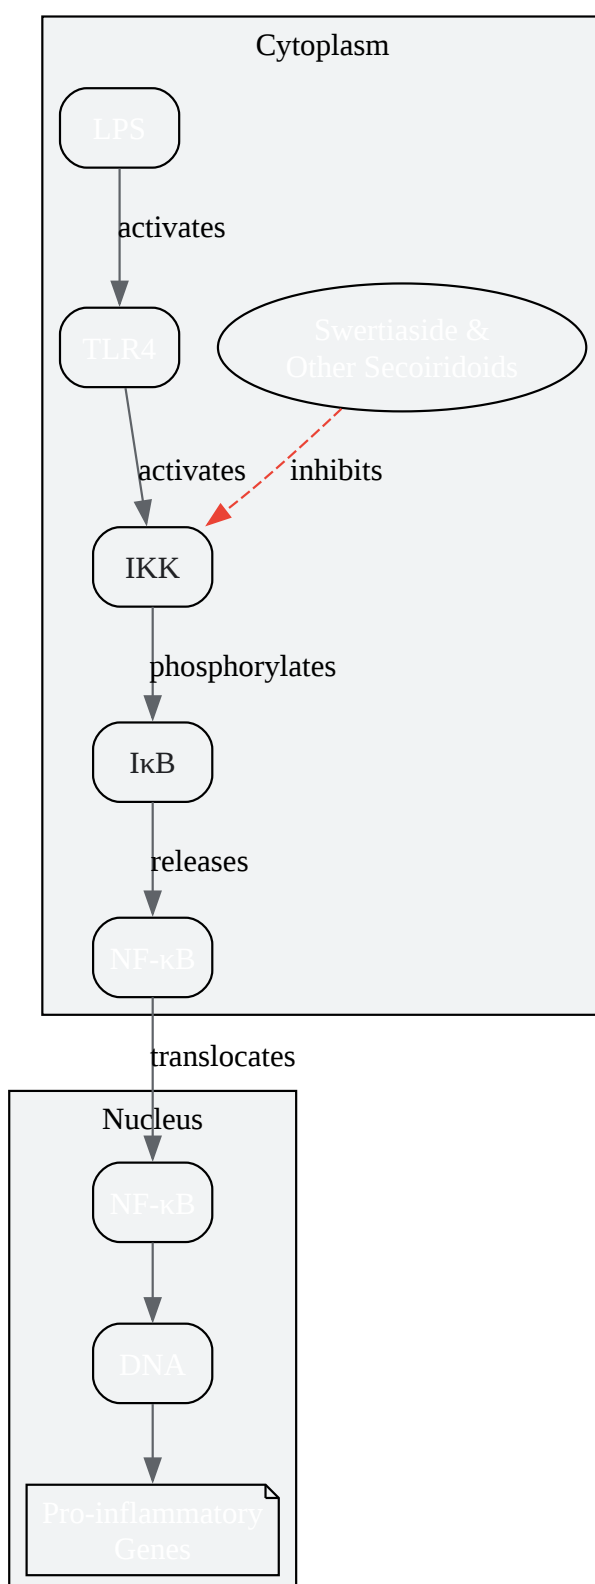 Cytoplasm
LPS
activates
TLR4
Swertiaside &
Other Secoiridoids
activates
inhibits
IKK
phosphorylates
IκB
releases
NF-κB
translocates
Nucleus
NF-κB
DNA
Pro-inflammatory
Genes